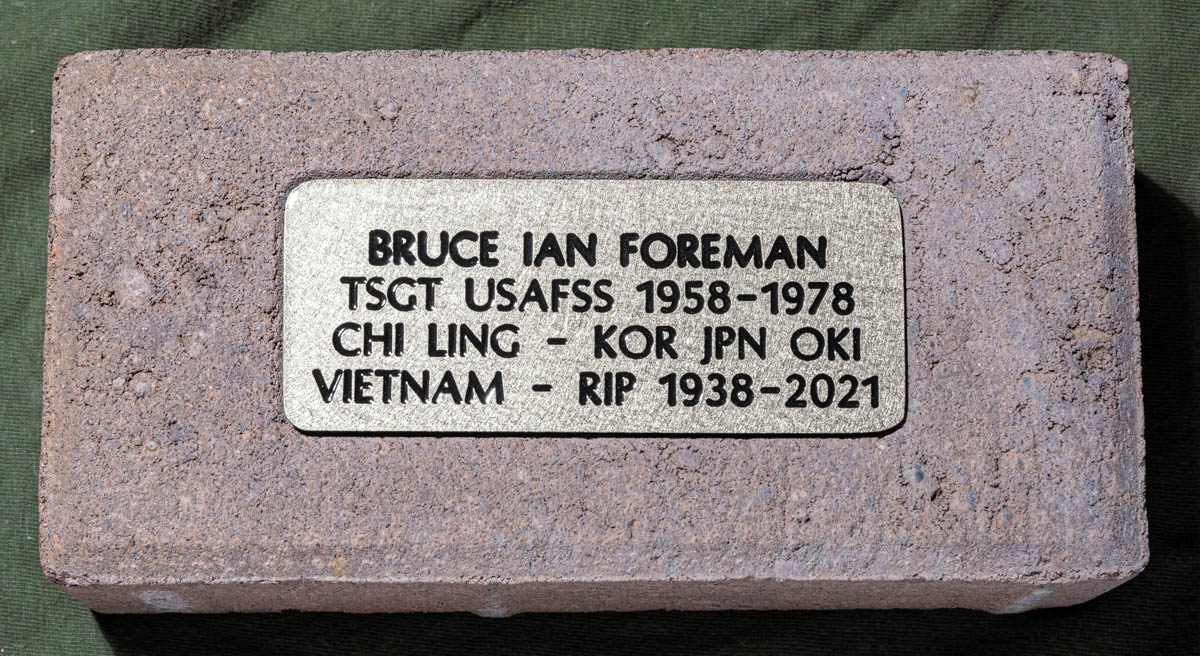 BRUCE IAN FOREMAN
TSGT USAFSS 1958-1978
CHI LING - KOR JPN OKI
VIETNAM - RIP 1938-2021